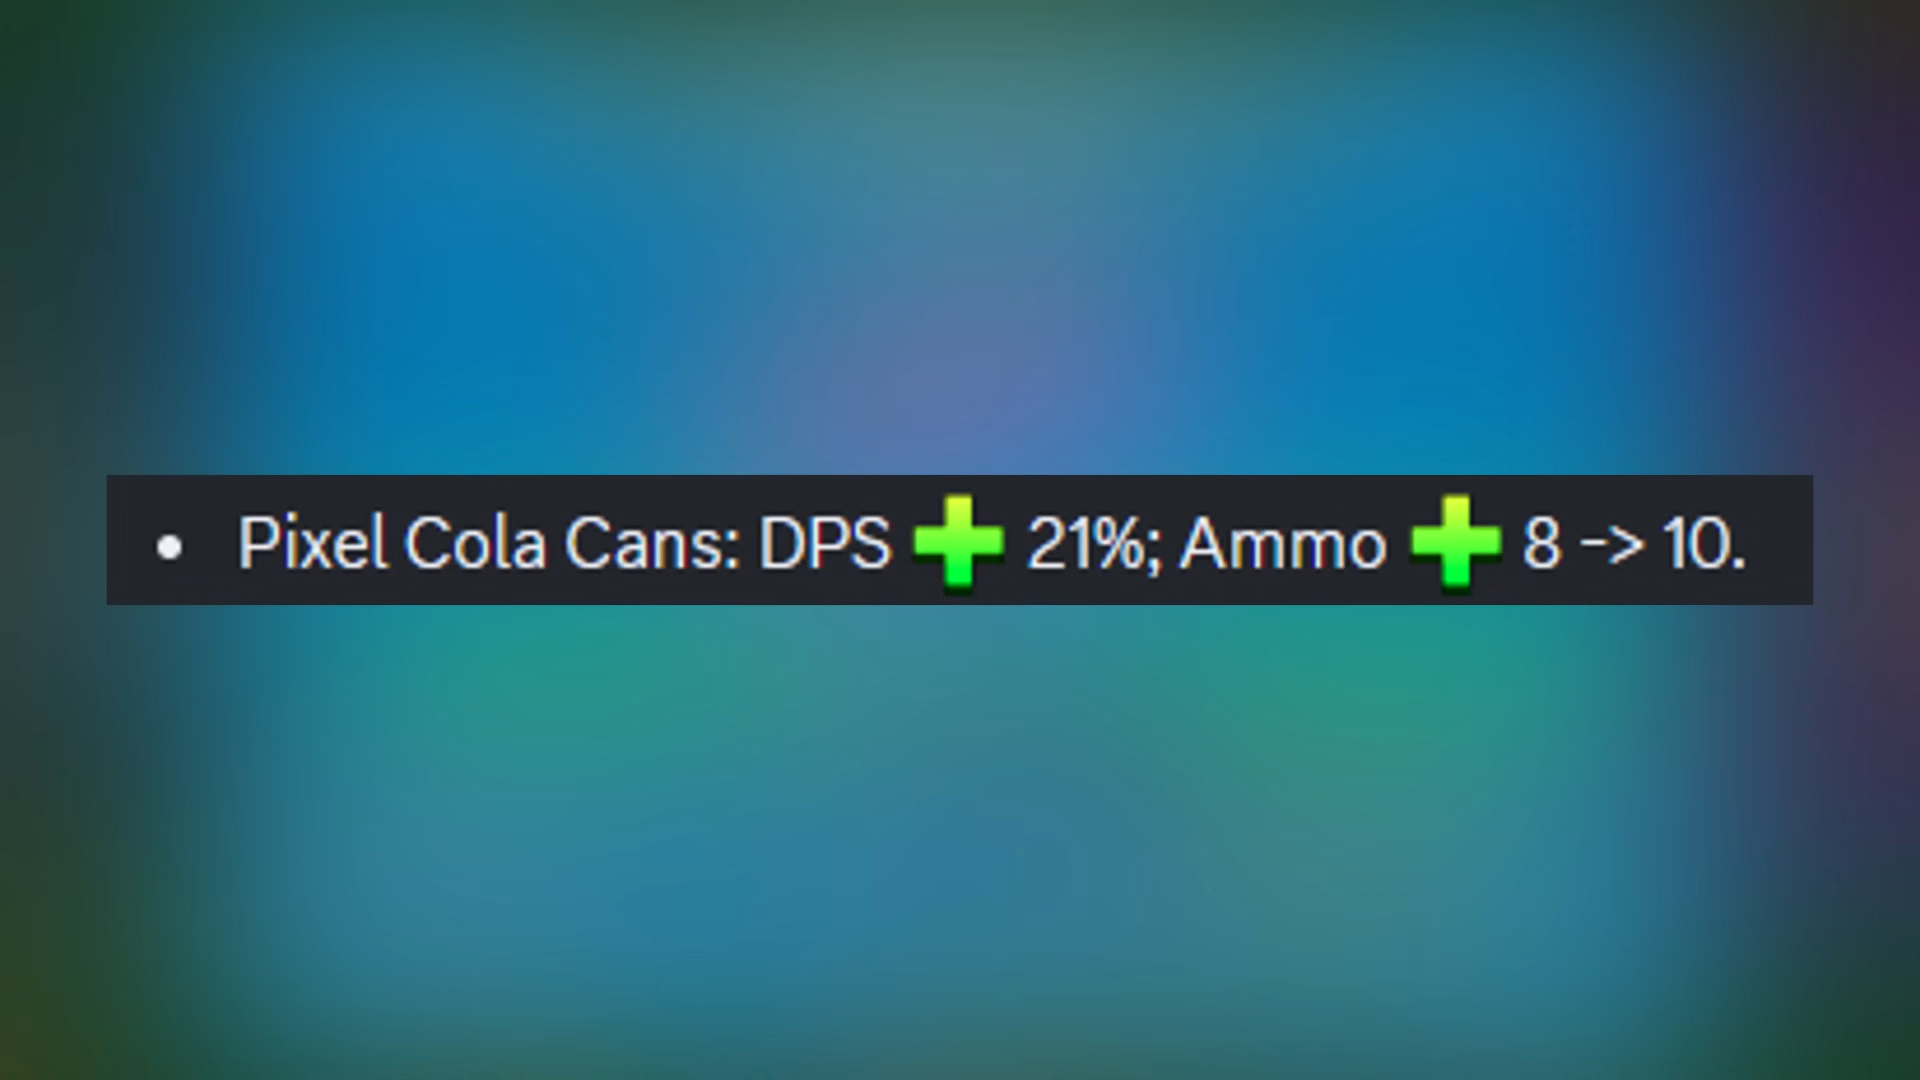 • Pixel Cola Cans: DPS ➕ 21%; Ammo ➕ 8 -> 10.